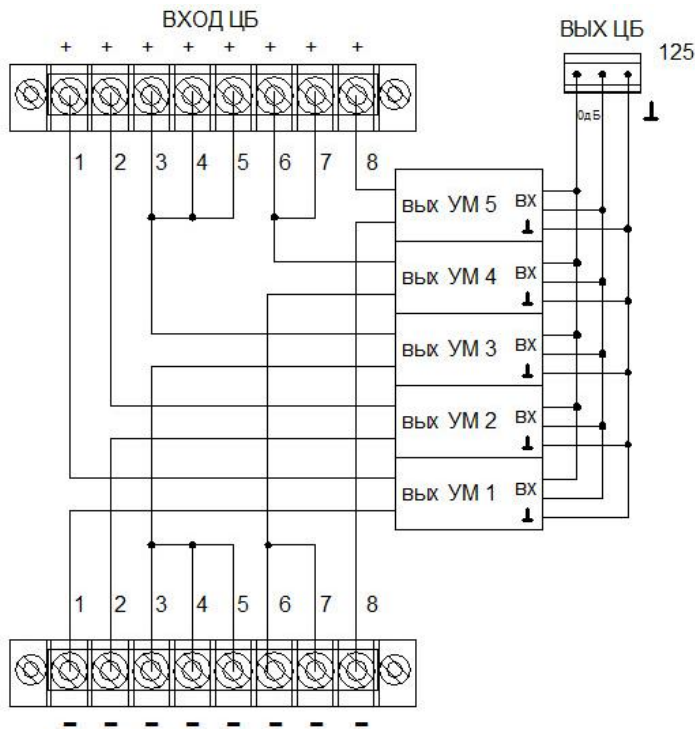 ВХОД ЦБ
+ + + + + + + +
1 2 3 4 5 6 7 8
ВЫХ ЦБ
125
0дБ
вых УМ 5 ВХ
вых УМ 4 ВХ
вых УМ 3 ВХ
вых УМ 2 ВХ
вых УМ 1 ВХ
1 2 3 4 5 6 7 8
- - - - - - - -